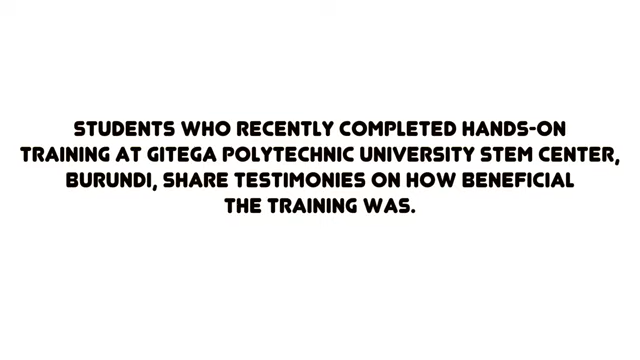 STUDENTS WHO RECENTLY COMPLETED HANDS-ON
TRAINING AT GITEGA POLYTECHNIC UNIVERSITY STEM CENTER,
BURUNDI, SHARE TESTIMONIES ON HOW BENEFICIAL
THE TRAINING WAS.